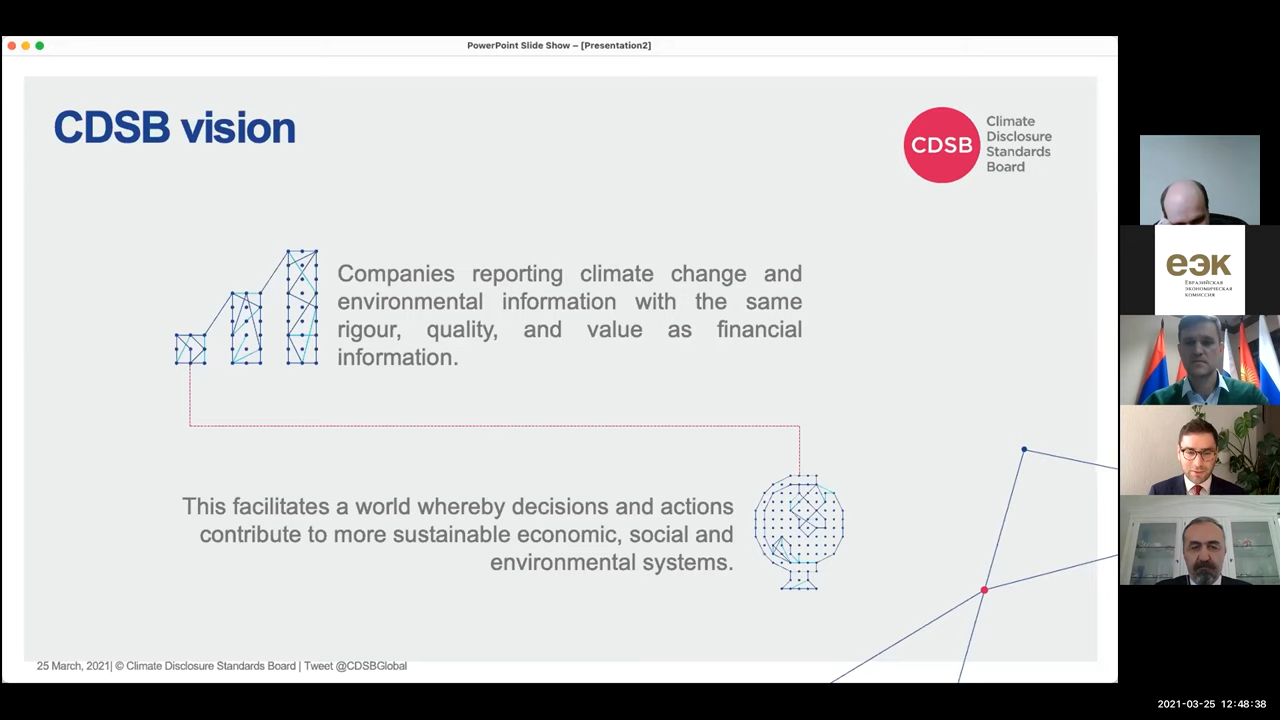 PowerPoint Slide Show – [Presentation2]
CDSB vision
CDSB
Climate
Disclosure
Standards
Board
Companies reporting climate change and
environmental information with the same
rigour, quality, and value as financial
information.
This facilitates a world whereby decisions and actions
contribute to more sustainable economic, social and
environmental systems.
25 March, 2021| © Climate Disclosure Standards Board | Tweet @CDSBGlobal
еэк
ЕВРАЗИЙСКАЯ
ЭКОНОМИЧЕСКАЯ
КОМИССИЯ
2021-03-25 12:48:38